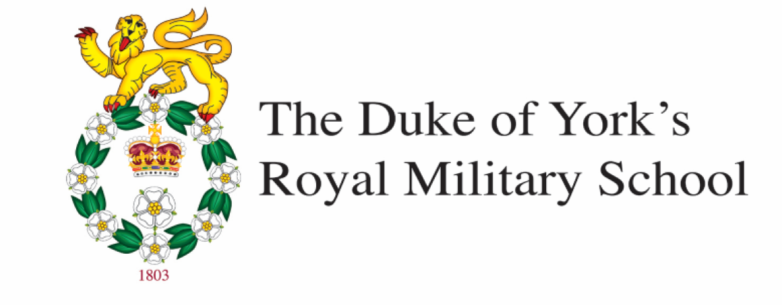 The Duke of York’s
Royal Military School
1803